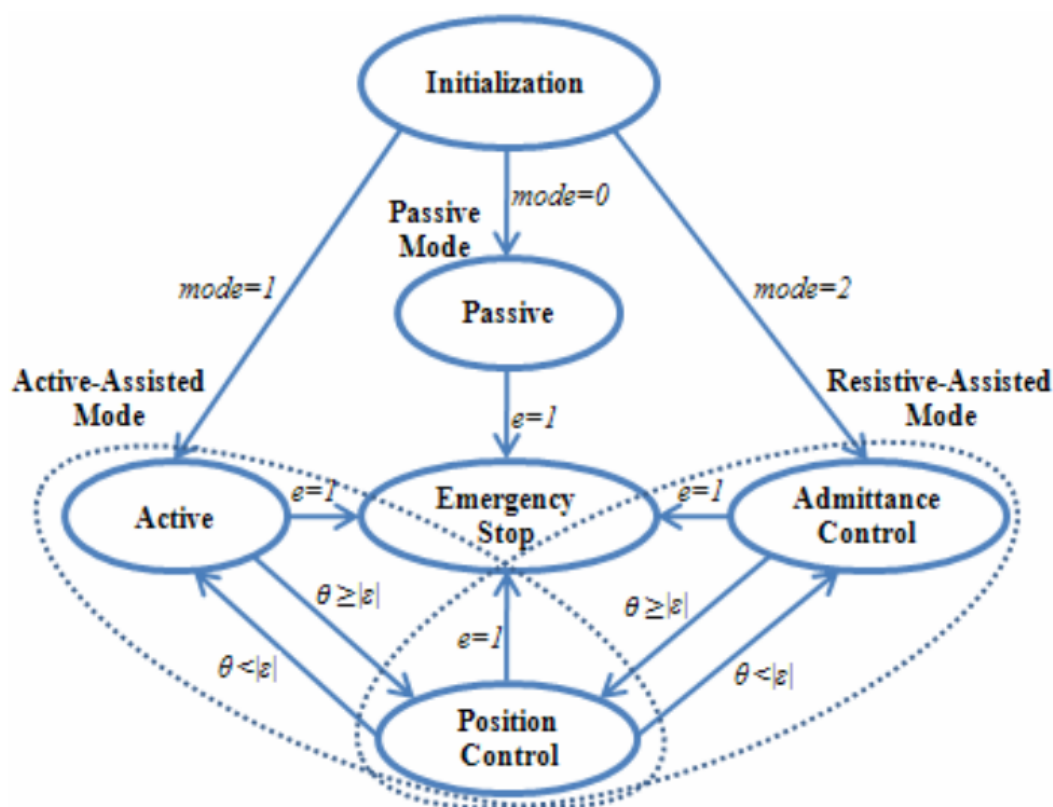 Initialization
mode=0
Passive
Mode
mode=1
mode=2
Passive
Active-Assisted
Mode
Resistive-Assisted
Mode
e=1
Active
e=1
Emergency
Stop
e=1
Admittance
Control
θ≥|ε|
θ≥|ε|
e=1
θ<|ε|
θ<|ε|
Position
Control